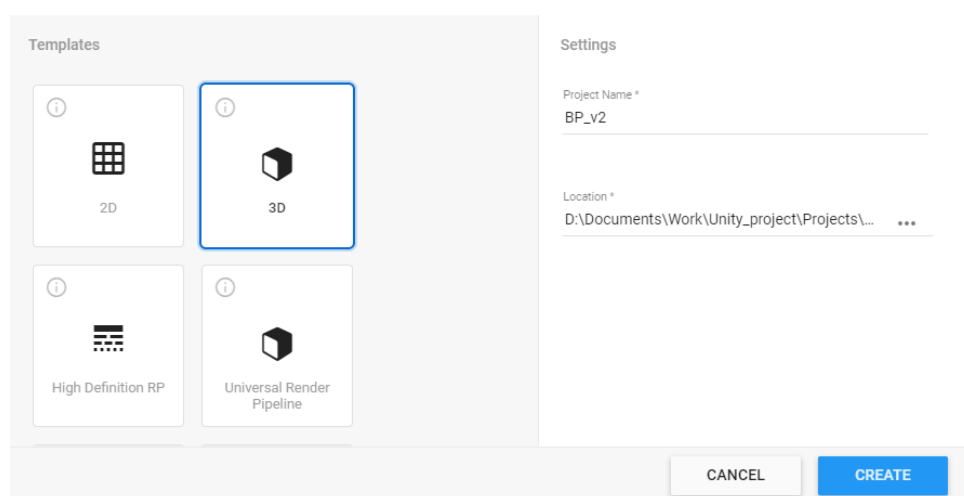 Templates
2D
3D
High Definition RP
Universal Render
Pipeline
Settings
Project Name *
BP_v2
Location *
D:\Documents\Work\Unity_project\Projects\... •••
CANCEL
CREATE